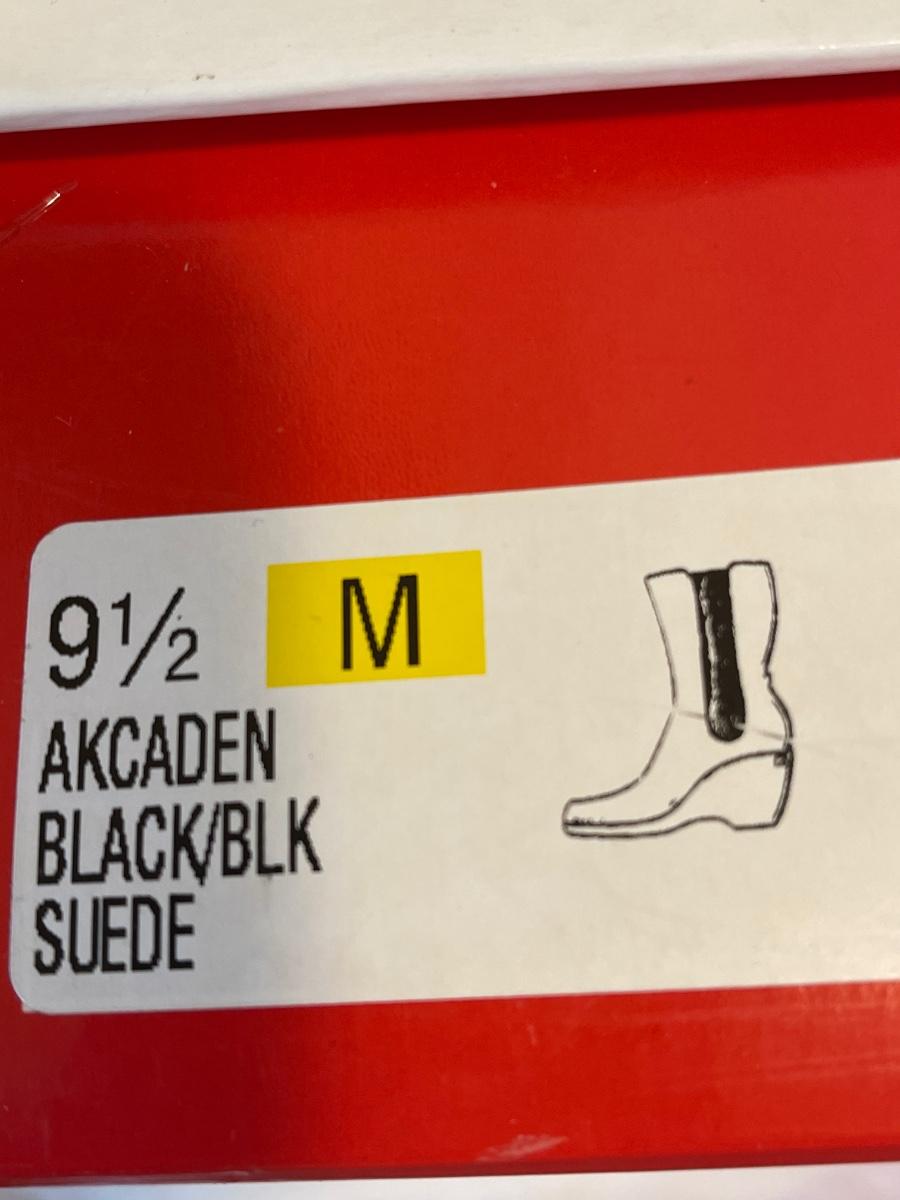 9½ M
AKCADEN
BLACK/BLK
SUEDE